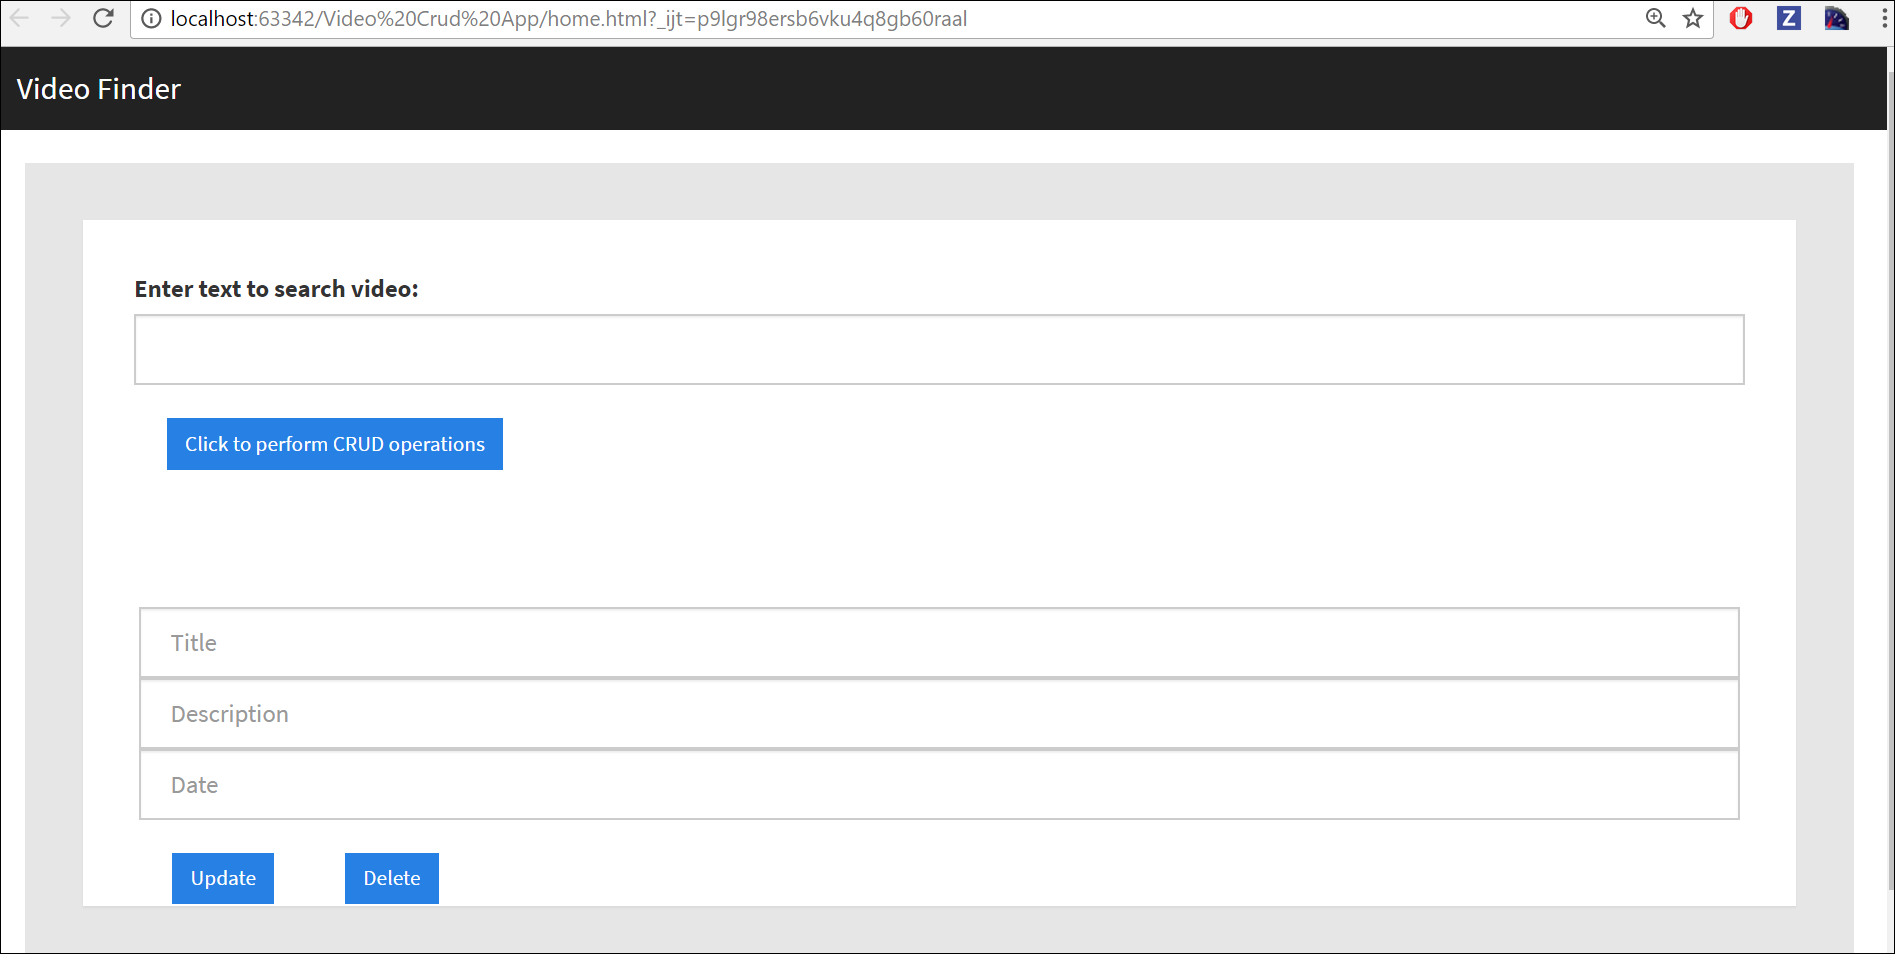 localhost:63342/Video%20Crud%20App/home.html?_ijt=p9lgr98ersb6vku4q8gb60raal
Z
Video Finder
Enter text to search video:
Click to perform CRUD operations
Title
Description
Date
Update Delete